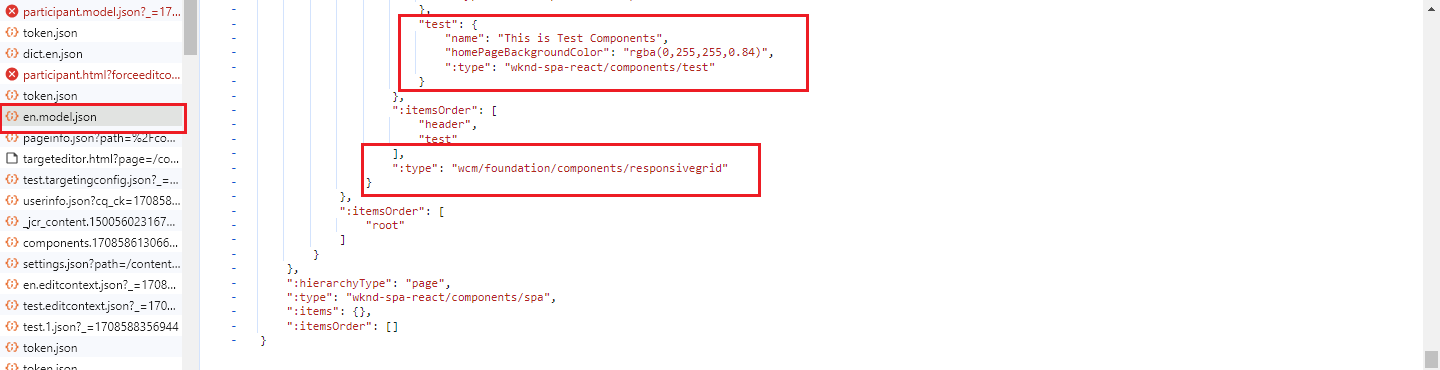 participant.model.json?_=17...
token.json
dict.en.json
participant.html?forceeditco...
token.json
en.model.json
pageinfo.json?path=%2Fco...
targeteditor.html?page=/co...
test.targetingconfig.json?_=...
userinfo.json?cq_ck=170858...
_jcr_content.150056023167...
components.170858613066...
settings.json?path=/content...
en.editcontext.json?_=1708...
test.editcontext.json?_=170...
test.1.json?_=1708588356944
token.json
token.json
- },
- "test": {
- "name": "This is Test Components",
- "homePageBackgroundColor": "rgba(0,255,255,0.84)",
- ":type": "wknd-spa-react/components/test"
- }
- },
- ":itemsOrder": [
- "header",
- "test"
- ],
- ":type": "wcm/foundation/components/responsivegrid"
- }
- },
- ":itemsOrder": [
- "root"
- ]
- }
- },
- ":hierarchyType": "page",
- ":type": "wknd-spa-react/components/spa",
- ":items": {},
- ":itemsOrder": []
- }